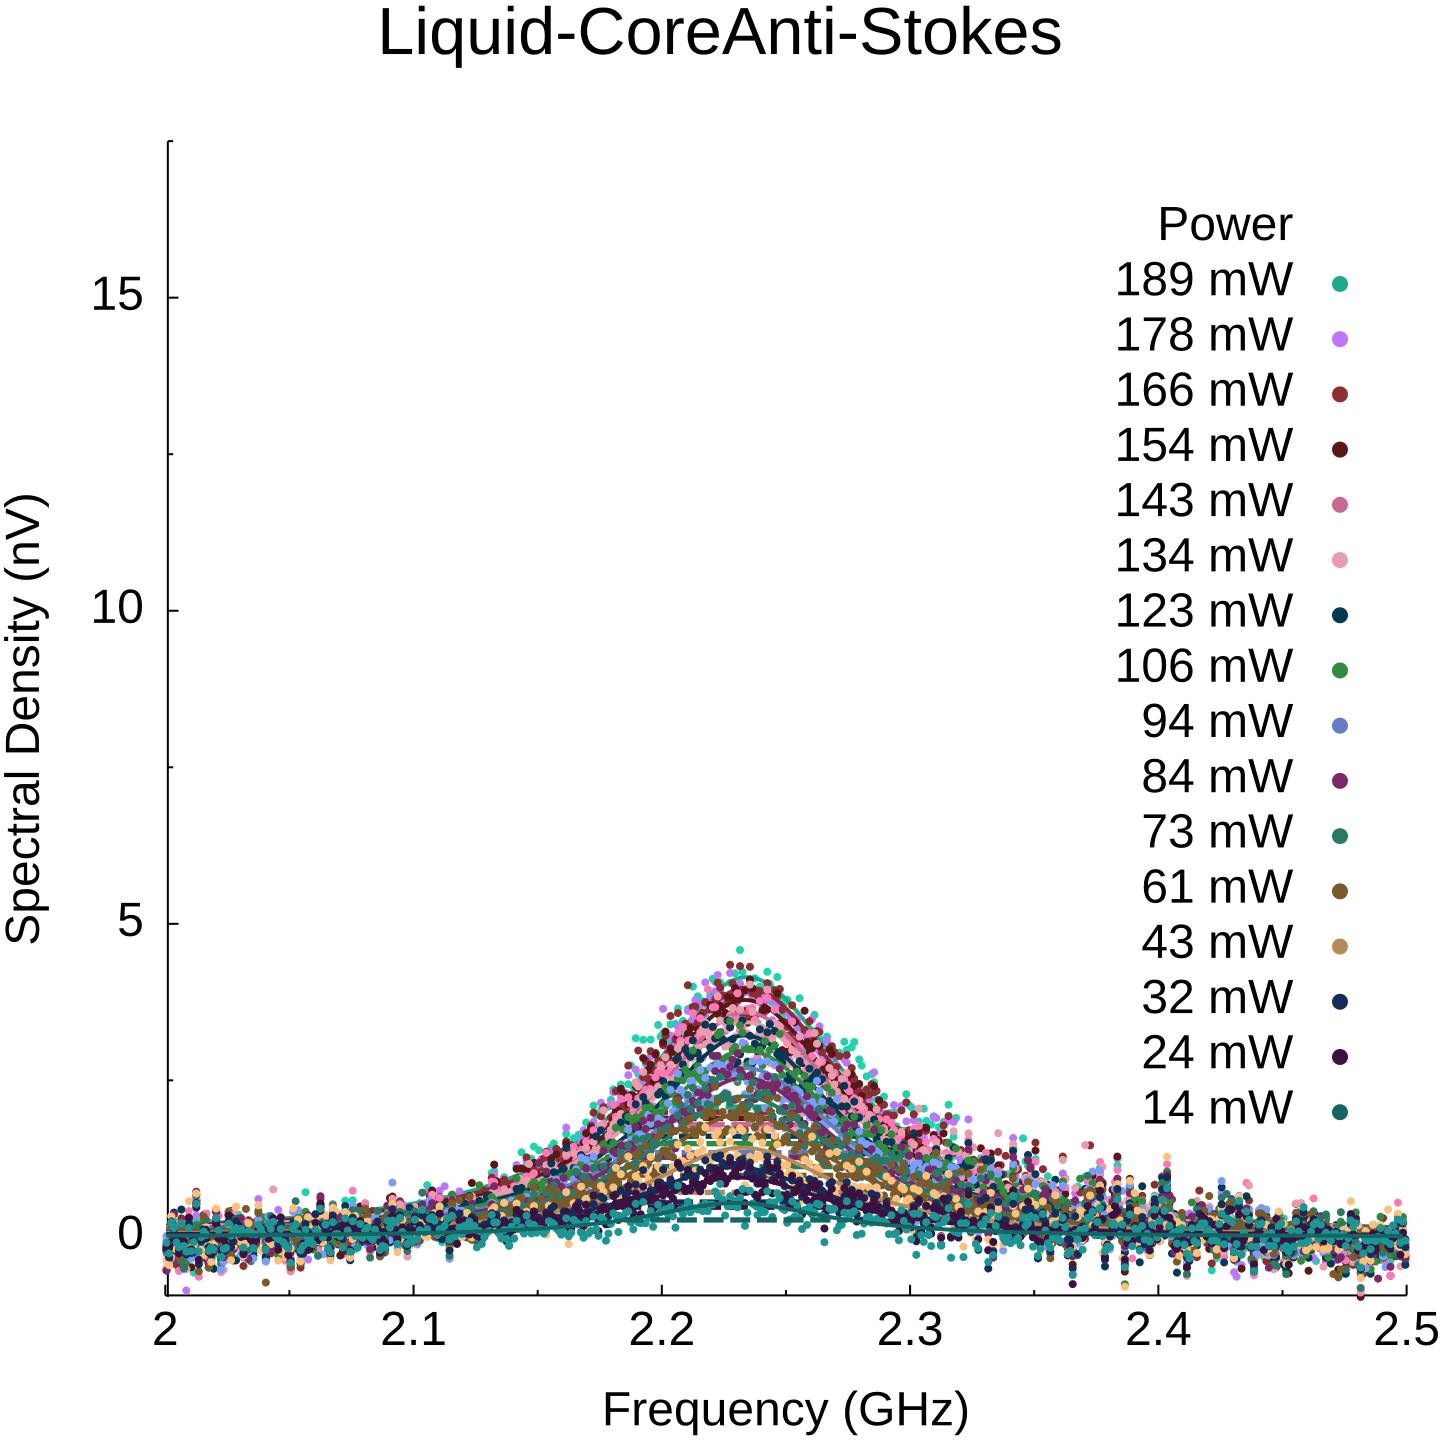 Liquid-CoreAnti-Stokes
Spectral Density (nV)
15
10
5
0
Power
189 mW
178 mW
166 mW
154 mW
143 mW
134 mW
123 mW
106 mW
94 mW
84 mW
73 mW
61 mW
43 mW
32 mW
24 mW
14 mW
2 2.1 2.2 2.3 2.4 2.5
Frequency (GHz)